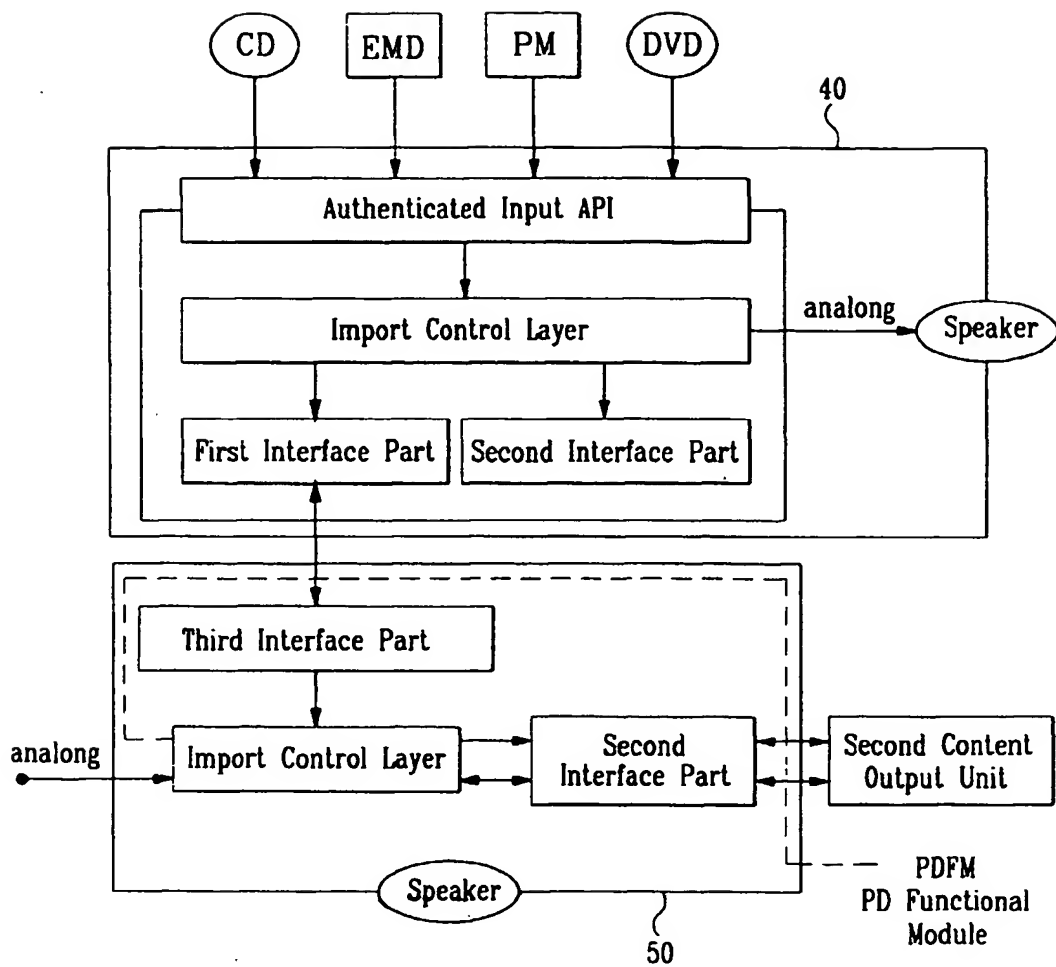 CD
EMD
PM
DVD
40
Authenticated Input API
Import Control Layer
analong
Speaker
First Interface Part
Second Interface Part
Third Interface Part
analong
Import Control Layer
Second
Interface Part
Second Content
Output Unit
Speaker
50
PDFM
PD Functional
Module